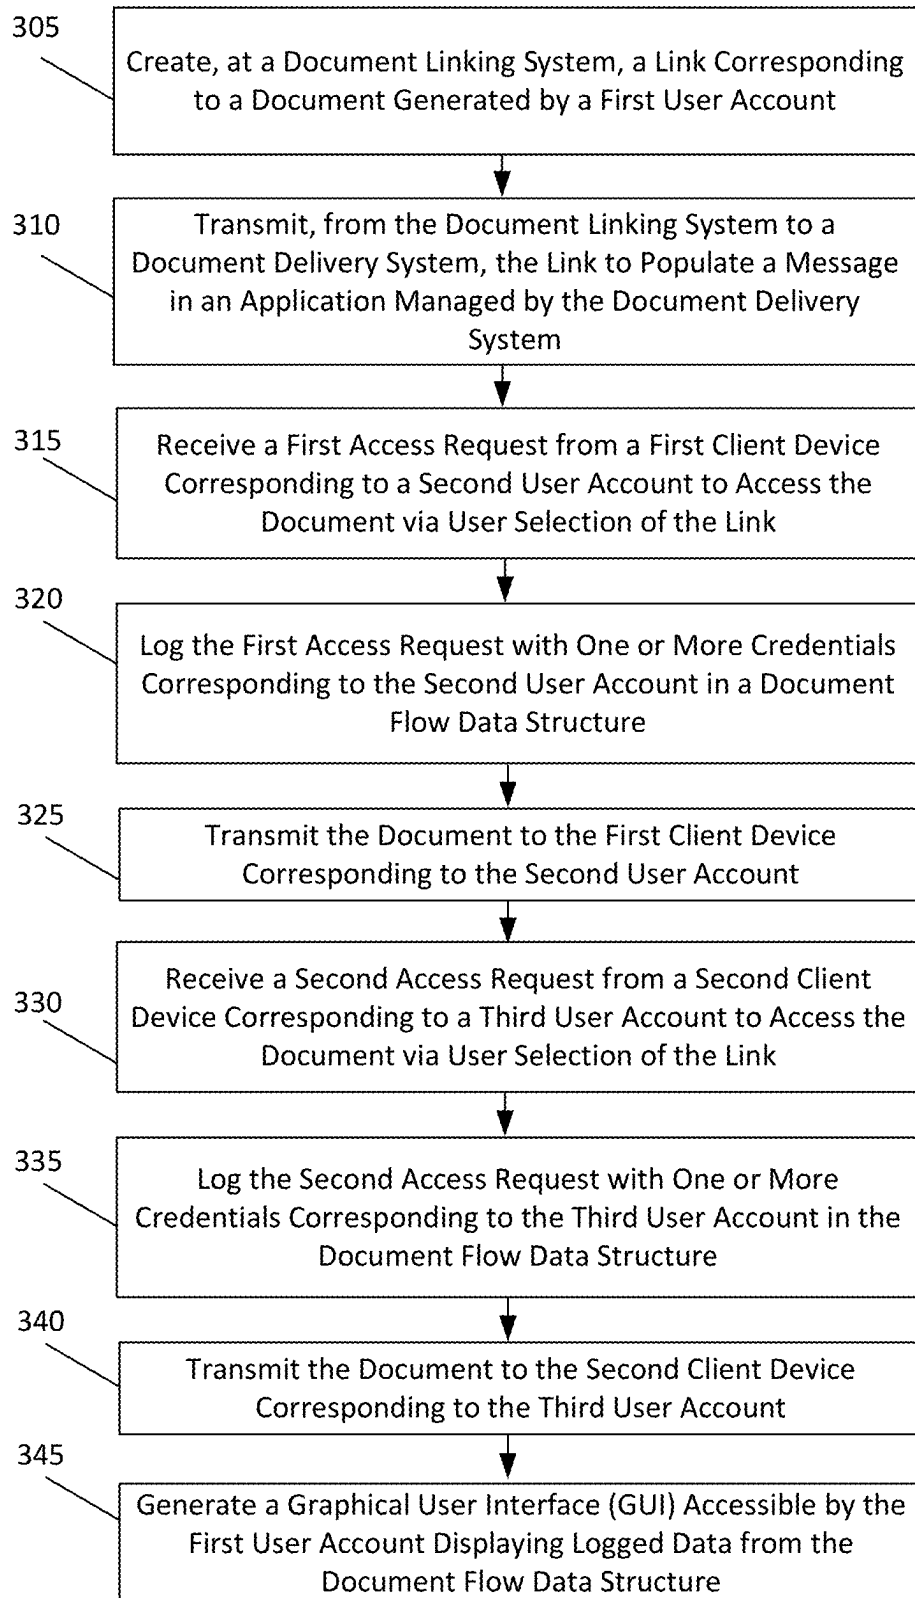 305
Create, at a Document Linking System, a Link Corresponding
to a Document Generated by a First User Account
310
Transmit, from the Document Linking System to a
Document Delivery System, the Link to Populate a Message
in an Application Managed by the Document Delivery
System
315
Receive a First Access Request from a First Client Device
Corresponding to a Second User Account to Access the
Document via User Selection of the Link
320
Log the First Access Request with One or More Credentials
Corresponding to the Second User Account in a Document
Flow Data Structure
325
Transmit the Document to the First Client Device
Corresponding to the Second User Account
330
Receive a Second Access Request from a Second Client
Device Corresponding to a Third User Account to Access the
Document via User Selection of the Link
335
Log the Second Access Request with One or More
Credentials Corresponding to the Third User Account in the
Document Flow Data Structure
340
Transmit the Document to the Second Client Device
Corresponding to the Third User Account
345
Generate a Graphical User Interface (GUI) Accessible by the
First User Account Displaying Logged Data from the
Document Flow Data Structure